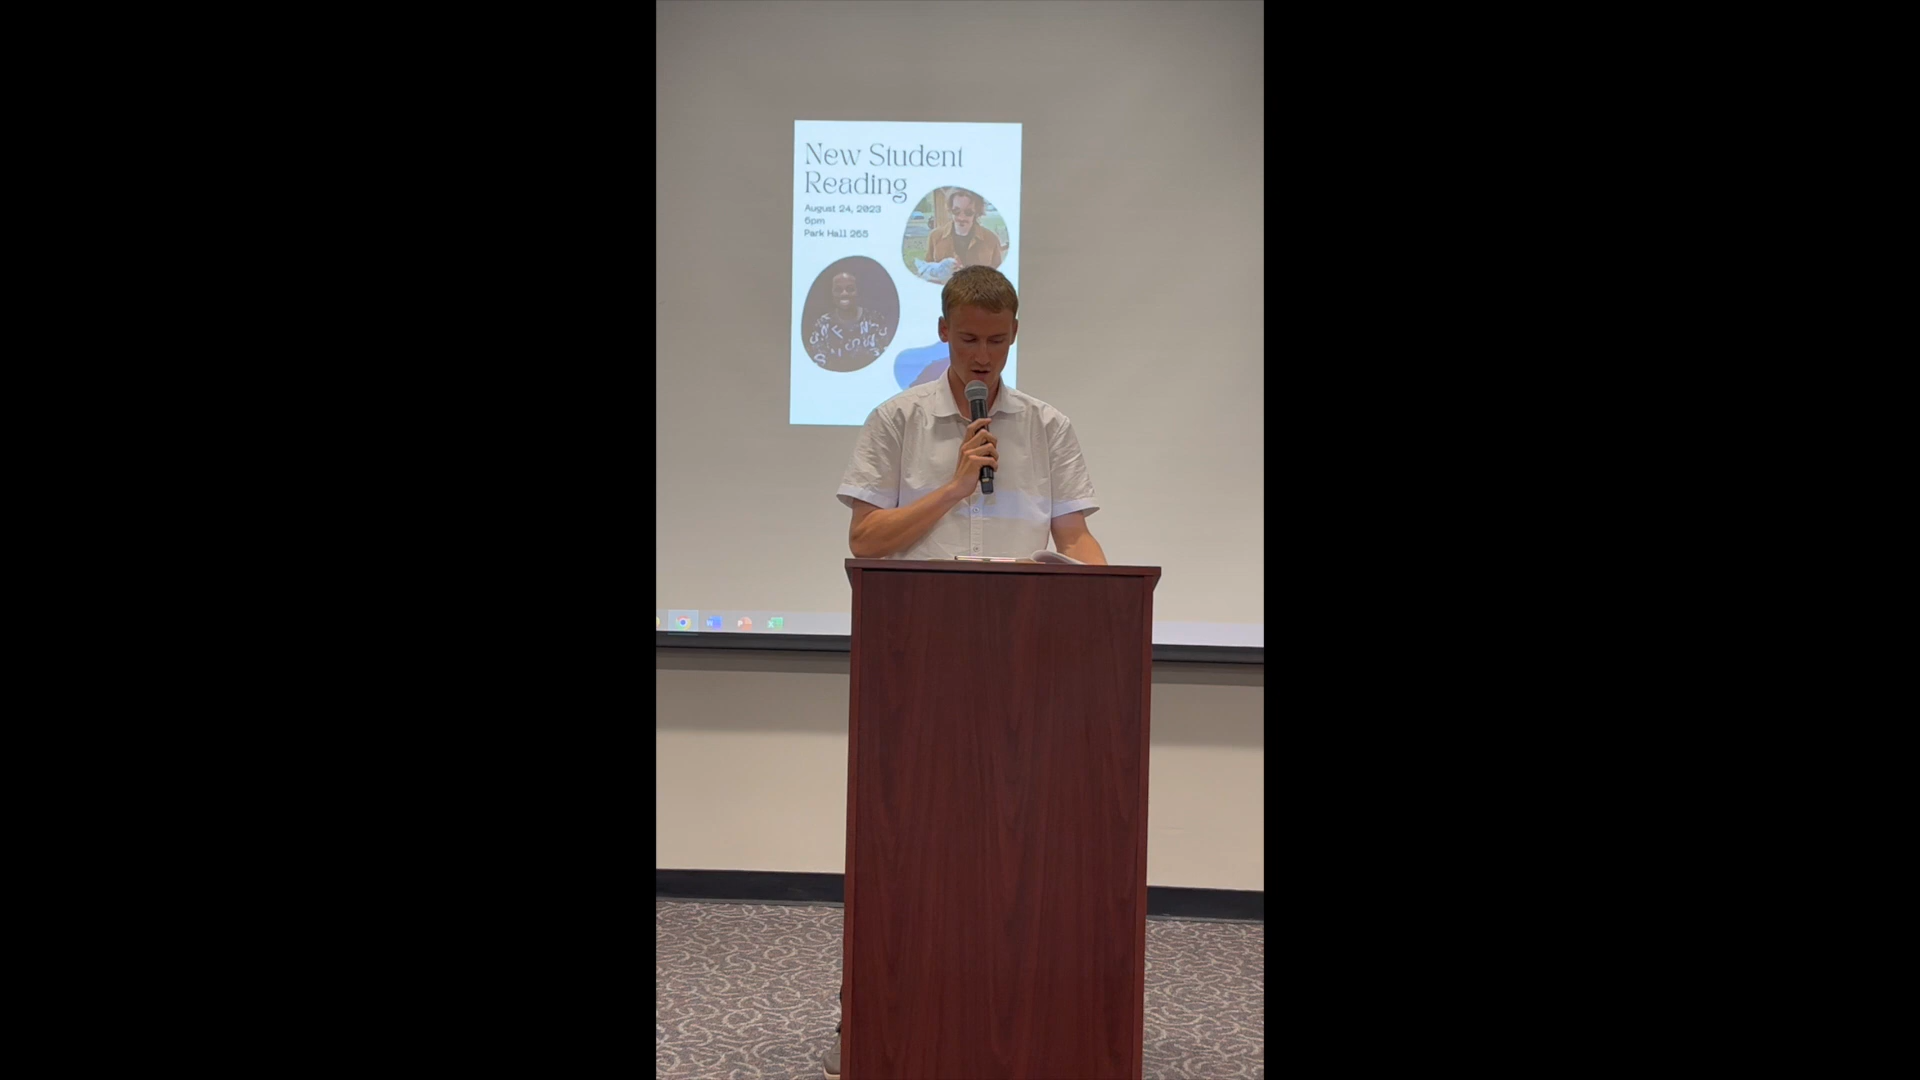 New Student
Reading
August 24, 2023
6pm
Park Hall 265